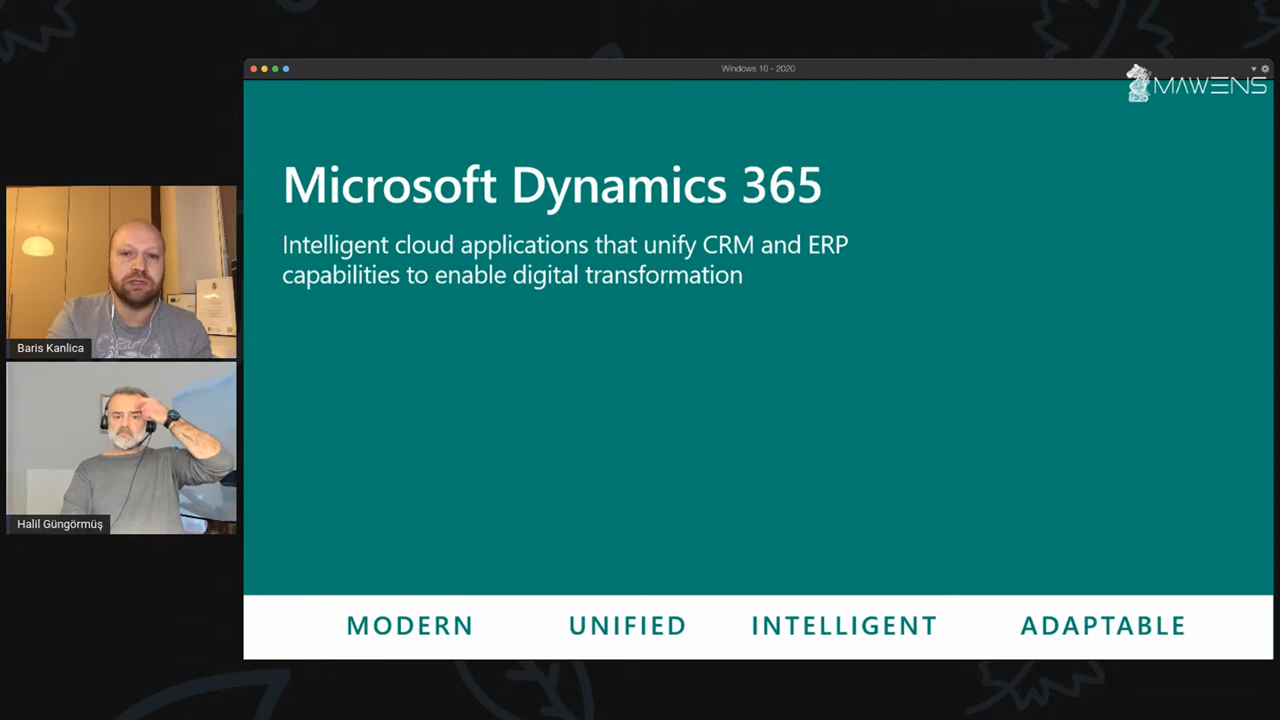 Windows 10 - 2020
MAWENS
Microsoft Dynamics 365
Intelligent cloud applications that unify CRM and ERP
capabilities to enable digital transformation
Baris Kanlica
Halil Güngörmüş
MODERN UNIFIED INTELLIGENT ADAPTABLE